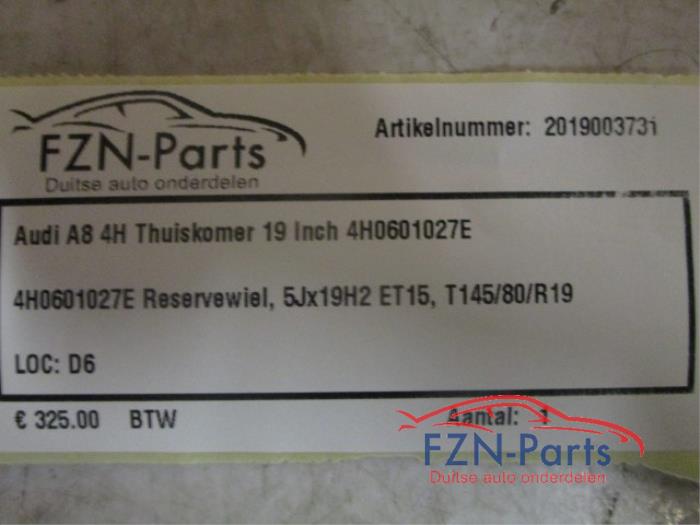 FZN-Parts
Duitse auto onderdelen
Artikelnummer: 2019003731
Audi A8 4H Thuiskomer 19 Inch 4H0601027E
4H0601027E Reservewiel, 5Jx19H2 ET15, T145/80/R19
LOC: D6
€ 325.00 BTW
Aantal: 1
FZN-Parts
Duitse auto onderdelen